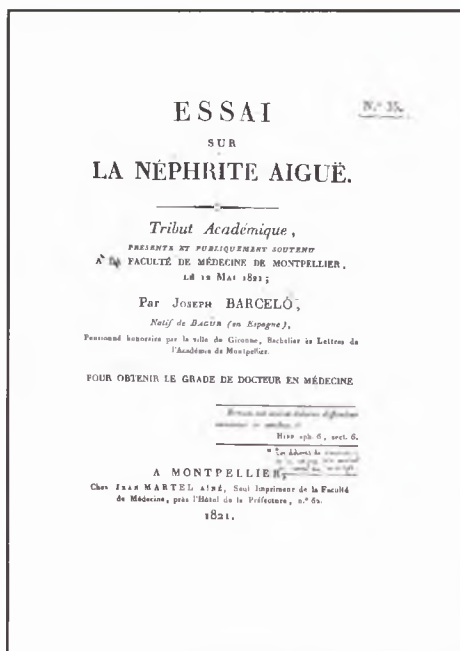 N.º 35.
ESSAI
SUR
LA NÉPHRITE AIGUË.
Tribut Académique,
PRÉSENTÉ ET PUBLIQUEMENT SOUTENU
A LA FACULTÉ DE MÉDECINE DE MONTPELLIER,
LE 12 MAI 1821;
Par JOSEPH BARCELÓ,
Natif de BAGUR (en Espagne),
Pensionné honoraire par la ville de Gironne, Bachelier ès Lettres de
l'Académie de Montpellier.
POUR OBTENIR LE GRADE DE DOCTEUR EN MÉDECINE
HIPP. aph. 6, sect. 6.
A MONTPELLIER,
Chez JEAN MARTEL AÎNÉ, Seul Imprimeur de la Faculté
de Médecine, près l'Hôtel de la Préfecture, n.º 62.
1821.